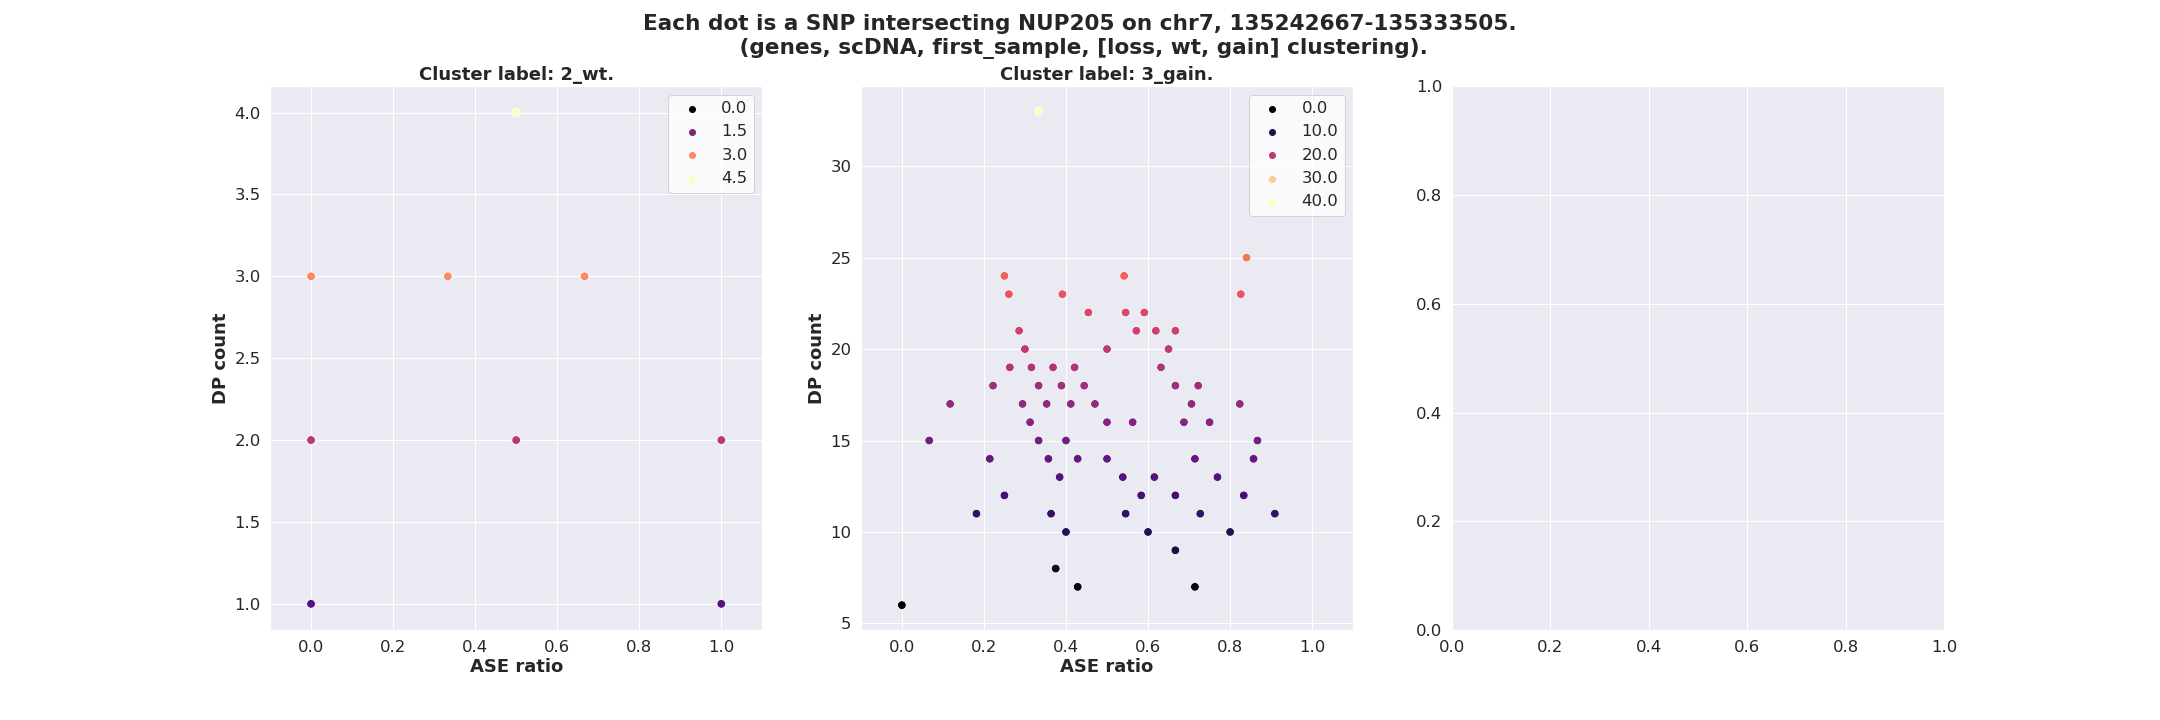 Each dot is a SNP intersecting NUP205 on chr7, 135242667-135333505.
(genes, scDNA, first_sample, [loss, wt, gain] clustering).
Cluster label: 2_wt.
4.0
3.5
3.0
2.5
2.0
1.5
1.0
DP count
0.0
1.5
3.0
4.5
0.0 0.2 0.4 0.6 0.8 1.0
ASE ratio
Cluster label: 3_gain.
30
25
20
15
10
5
DP count
0.0
10.0
20.0
30.0
40.0
0.0 0.2 0.4 0.6 0.8 1.0
ASE ratio
1.0
0.8
0.6
0.4
0.2
0.0
0.0 0.2 0.4 0.6 0.8 1.0